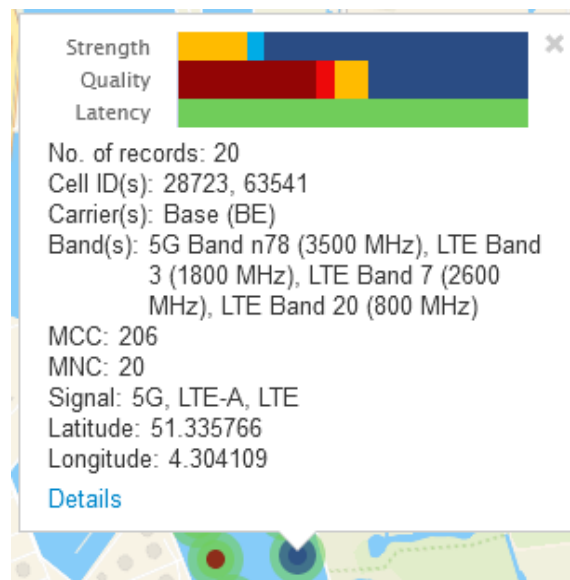 Strength
Quality
Latency
No. of records: 20
Cell ID(s): 28723, 63541
Carrier(s): Base (BE)
Band(s): 5G Band n78 (3500 MHz), LTE Band
3 (1800 MHz), LTE Band 7 (2600
MHz), LTE Band 20 (800 MHz)
MCC: 206
MNC: 20
Signal: 5G, LTE-A, LTE
Latitude: 51.335766
Longitude: 4.304109
Details